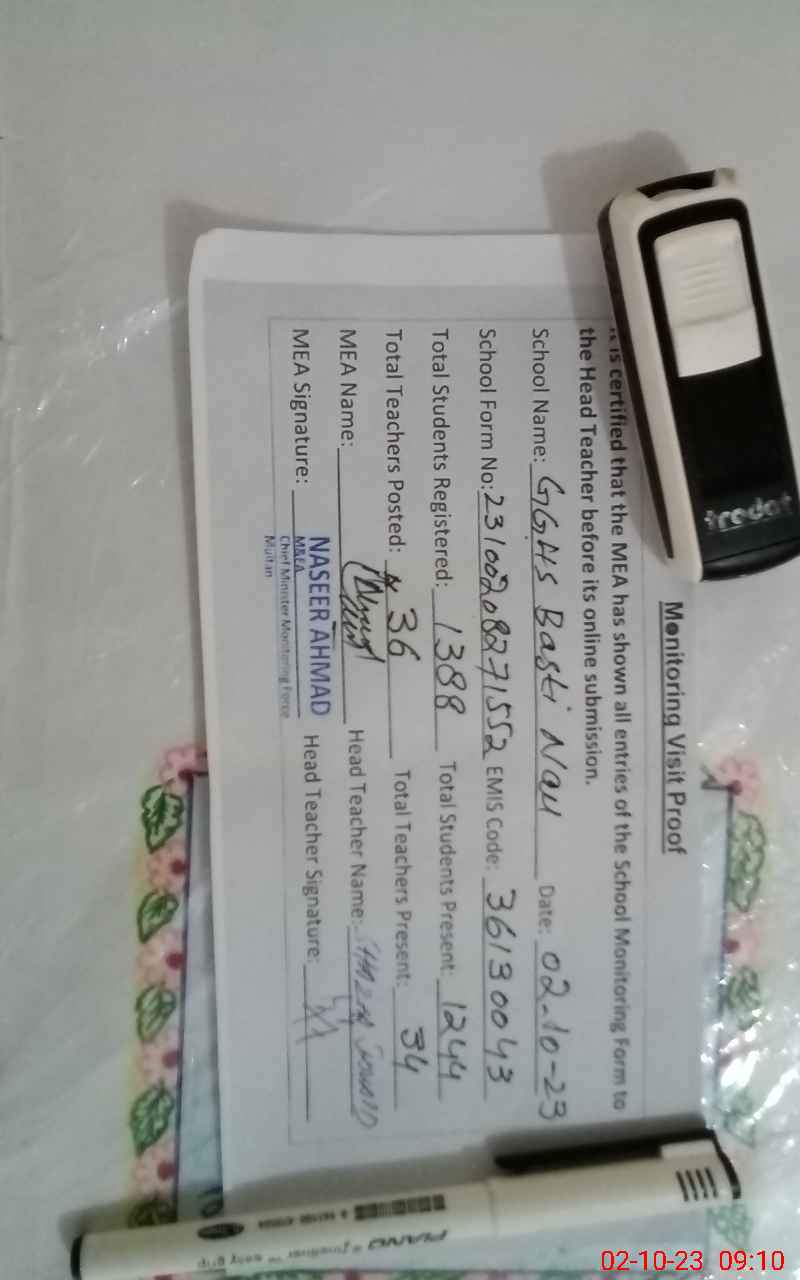 Monitoring Visit Proof
It is certified that the MEA has shown all entries of the School Monitoring Form to
the Head Teacher before its online submission.
School Name: GGHS Basti Nau Date: 02-10-23
School Form No: 23100208271552 EMIS Code: 36130043
Total Students Registered: 1388 Total Students Present: 1244
Total Teachers Posted: 36 Total Teachers Present: 34
MEA Name: Head Teacher Name:
MEA Signature: Head Teacher Signature:
NASEER AHMAD
M&EA
Chief Minister Monitoring Force
Multan
trodat
PIANO
02-10-23 09:10